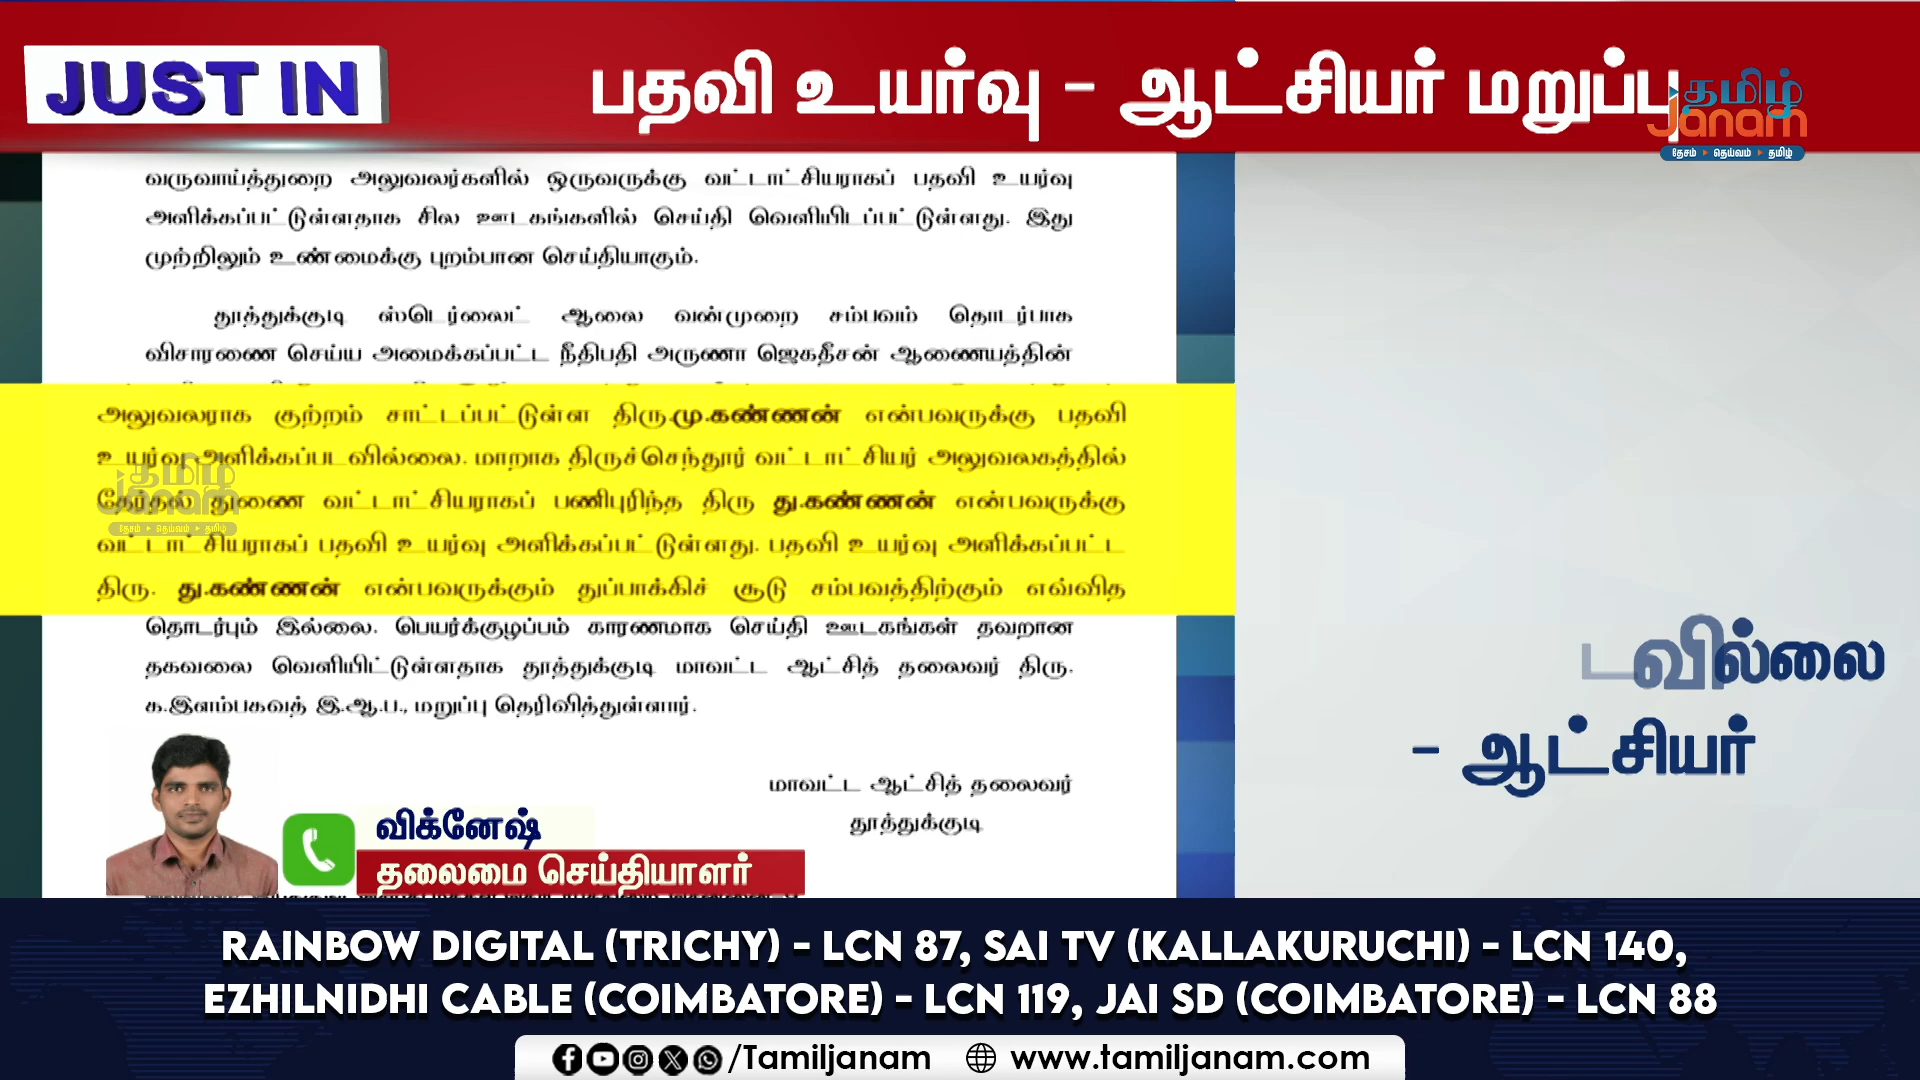 JUST IN
பதவி உயர்வு - ஆட்சியர் மறுப்பு
தமிழ்
Janam
தேசம் ▸ தெய்வம் ▸ தமிழ்
வருவாய்த்துறை அலுவலர்களில் ஒருவருக்கு வட்டாட்சியராகப் பதவி உயர்வு
அளிக்கப்பட்டுள்ளதாக சில ஊடகங்களில் செய்தி வெளியிடப்பட்டுள்ளது. இது
முற்றிலும் உண்மைக்கு புறம்பான செய்தியாகும்.
தூத்துக்குடி ஸ்டெர்லைட் ஆலை வன்முறை சம்பவம் தொடர்பாக
விசாரணை செய்ய அமைக்கப்பட்ட நீதிபதி அருணா ஜெகதீசன் ஆணையத்தின்
அலுவலராக குற்றம் சாட்டப்பட்டுள்ள திரு.மு.கண்ணன் என்பவருக்கு பதவி
உயர்வு அளிக்கப்படவில்லை. மாறாக திருச்செந்தூர் வட்டாட்சியர் அலுவலகத்தில்
தேர்தல் துணை வட்டாட்சியராகப் பணிபுரிந்த திரு து.கண்ணன் என்பவருக்கு
வட்டாட்சியராகப் பதவி உயர்வு அளிக்கப்பட்டுள்ளது. பதவி உயர்வு அளிக்கப்பட்ட
திரு. து.கண்ணன் என்பவருக்கும் துப்பாக்கிச் சூடு சம்பவத்திற்கும் எவ்வித
தொடர்பும் இல்லை. பெயர்க்குழப்பம் காரணமாக செய்தி ஊடகங்கள் தவறான
தகவலை வெளியிட்டுள்ளதாக தூத்துக்குடி மாவட்ட ஆட்சித் தலைவர் திரு.
க.இளம்பகவத் இ.ஆ.ப., மறுப்பு தெரிவித்துள்ளார்.
மாவட்ட ஆட்சித் தலைவர்
தூத்துக்குடி
தமிழ்
Janam
தேசம் ▸ தெய்வம் ▸ தமிழ்
விக்னேஷ்
தலைமை செய்தியாளர்
டவில்லை
- ஆட்சியர்
RAINBOW DIGITAL (TRICHY) - LCN 87, SAI TV (KALLAKURUCHI) - LCN 140,
EZHILNIDHI CABLE (COIMBATORE) - LCN 119, JAI SD (COIMBATORE) - LCN 88
/Tamiljanam www.tamiljanam.com